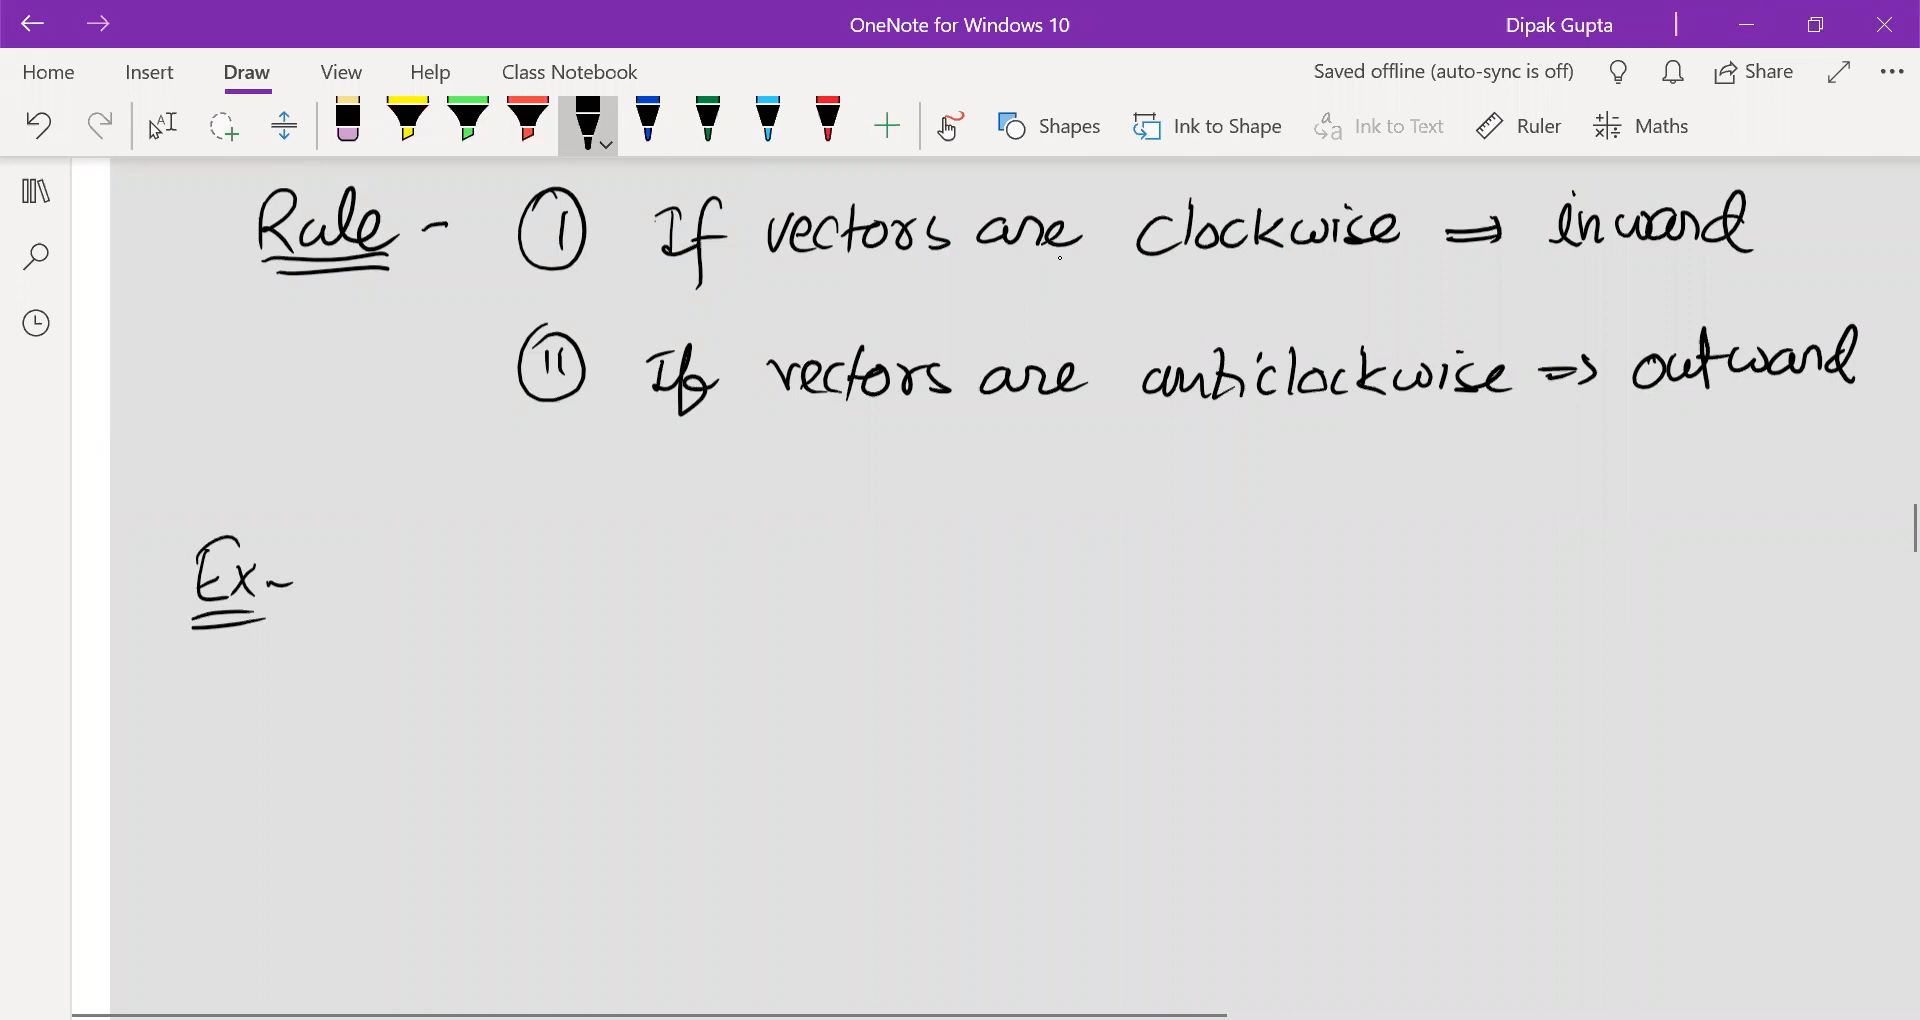 OneNote for Windows 10
Dipak Gupta
Home Insert Draw View Help Class Notebook
Saved offline (auto-sync is off) Share
Shapes Ink to Shape Ink to Text Ruler Maths
Rule - (I) If vectors are clockwise ⇒ inward
(II) If vectors are anticlockwise ⇒ outward
Ex-